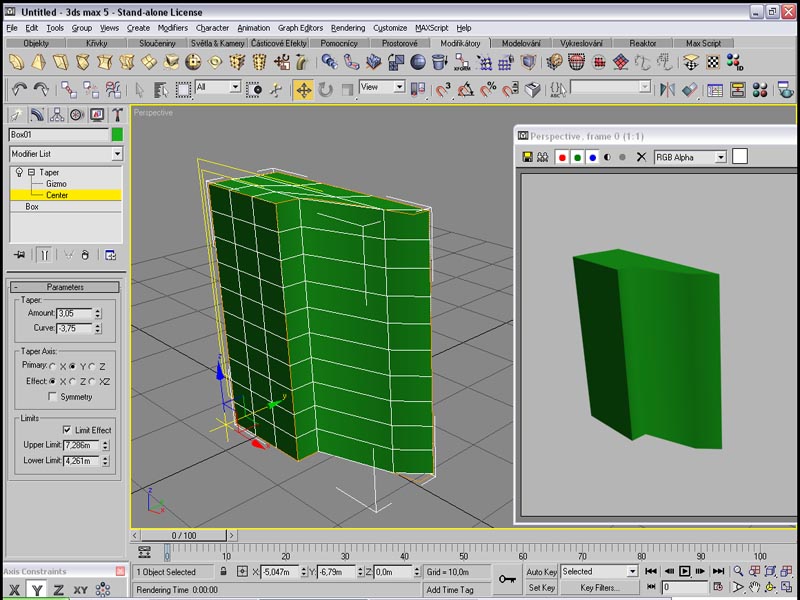 Untitled - 3ds max 5 - Stand-alone License
File Edit Tools Group Views Create Modifiers Character Animation Graph Editors Rendering Customize MAXScript Help
Objekty Křivky Sloučeniny Světla & Kamery Částicové Efekty Pomocníci Prostorové Modifikátory Modelování Vykreslování Reaktor Max Script
All View
Perspective
Box01
Modifier List
Taper
Gizmo
Center
Box
Perspective, frame 0 (1:1)
RGB Alpha
- Parameters
Taper:
Amount: 3,05
Curve: -3,75
Taper Axis:
Primary: X Y Z
Effect: X Z XZ
Symmetry
Limits
Limit Effect
Upper Limit: 7,286m
Lower Limit: 4,261m
z
y
z
0 / 100
0 10 20 30 40 50 60 70 80 90 100
Axis Constraints
X Y Z XY
1 Object Selected X: -5,047m Y: -6,79m Z: 0,0m Grid = 10,0m
Rendering Time 0:00:00 Add Time Tag
Auto Key Selected
Set Key Key Filters... 0